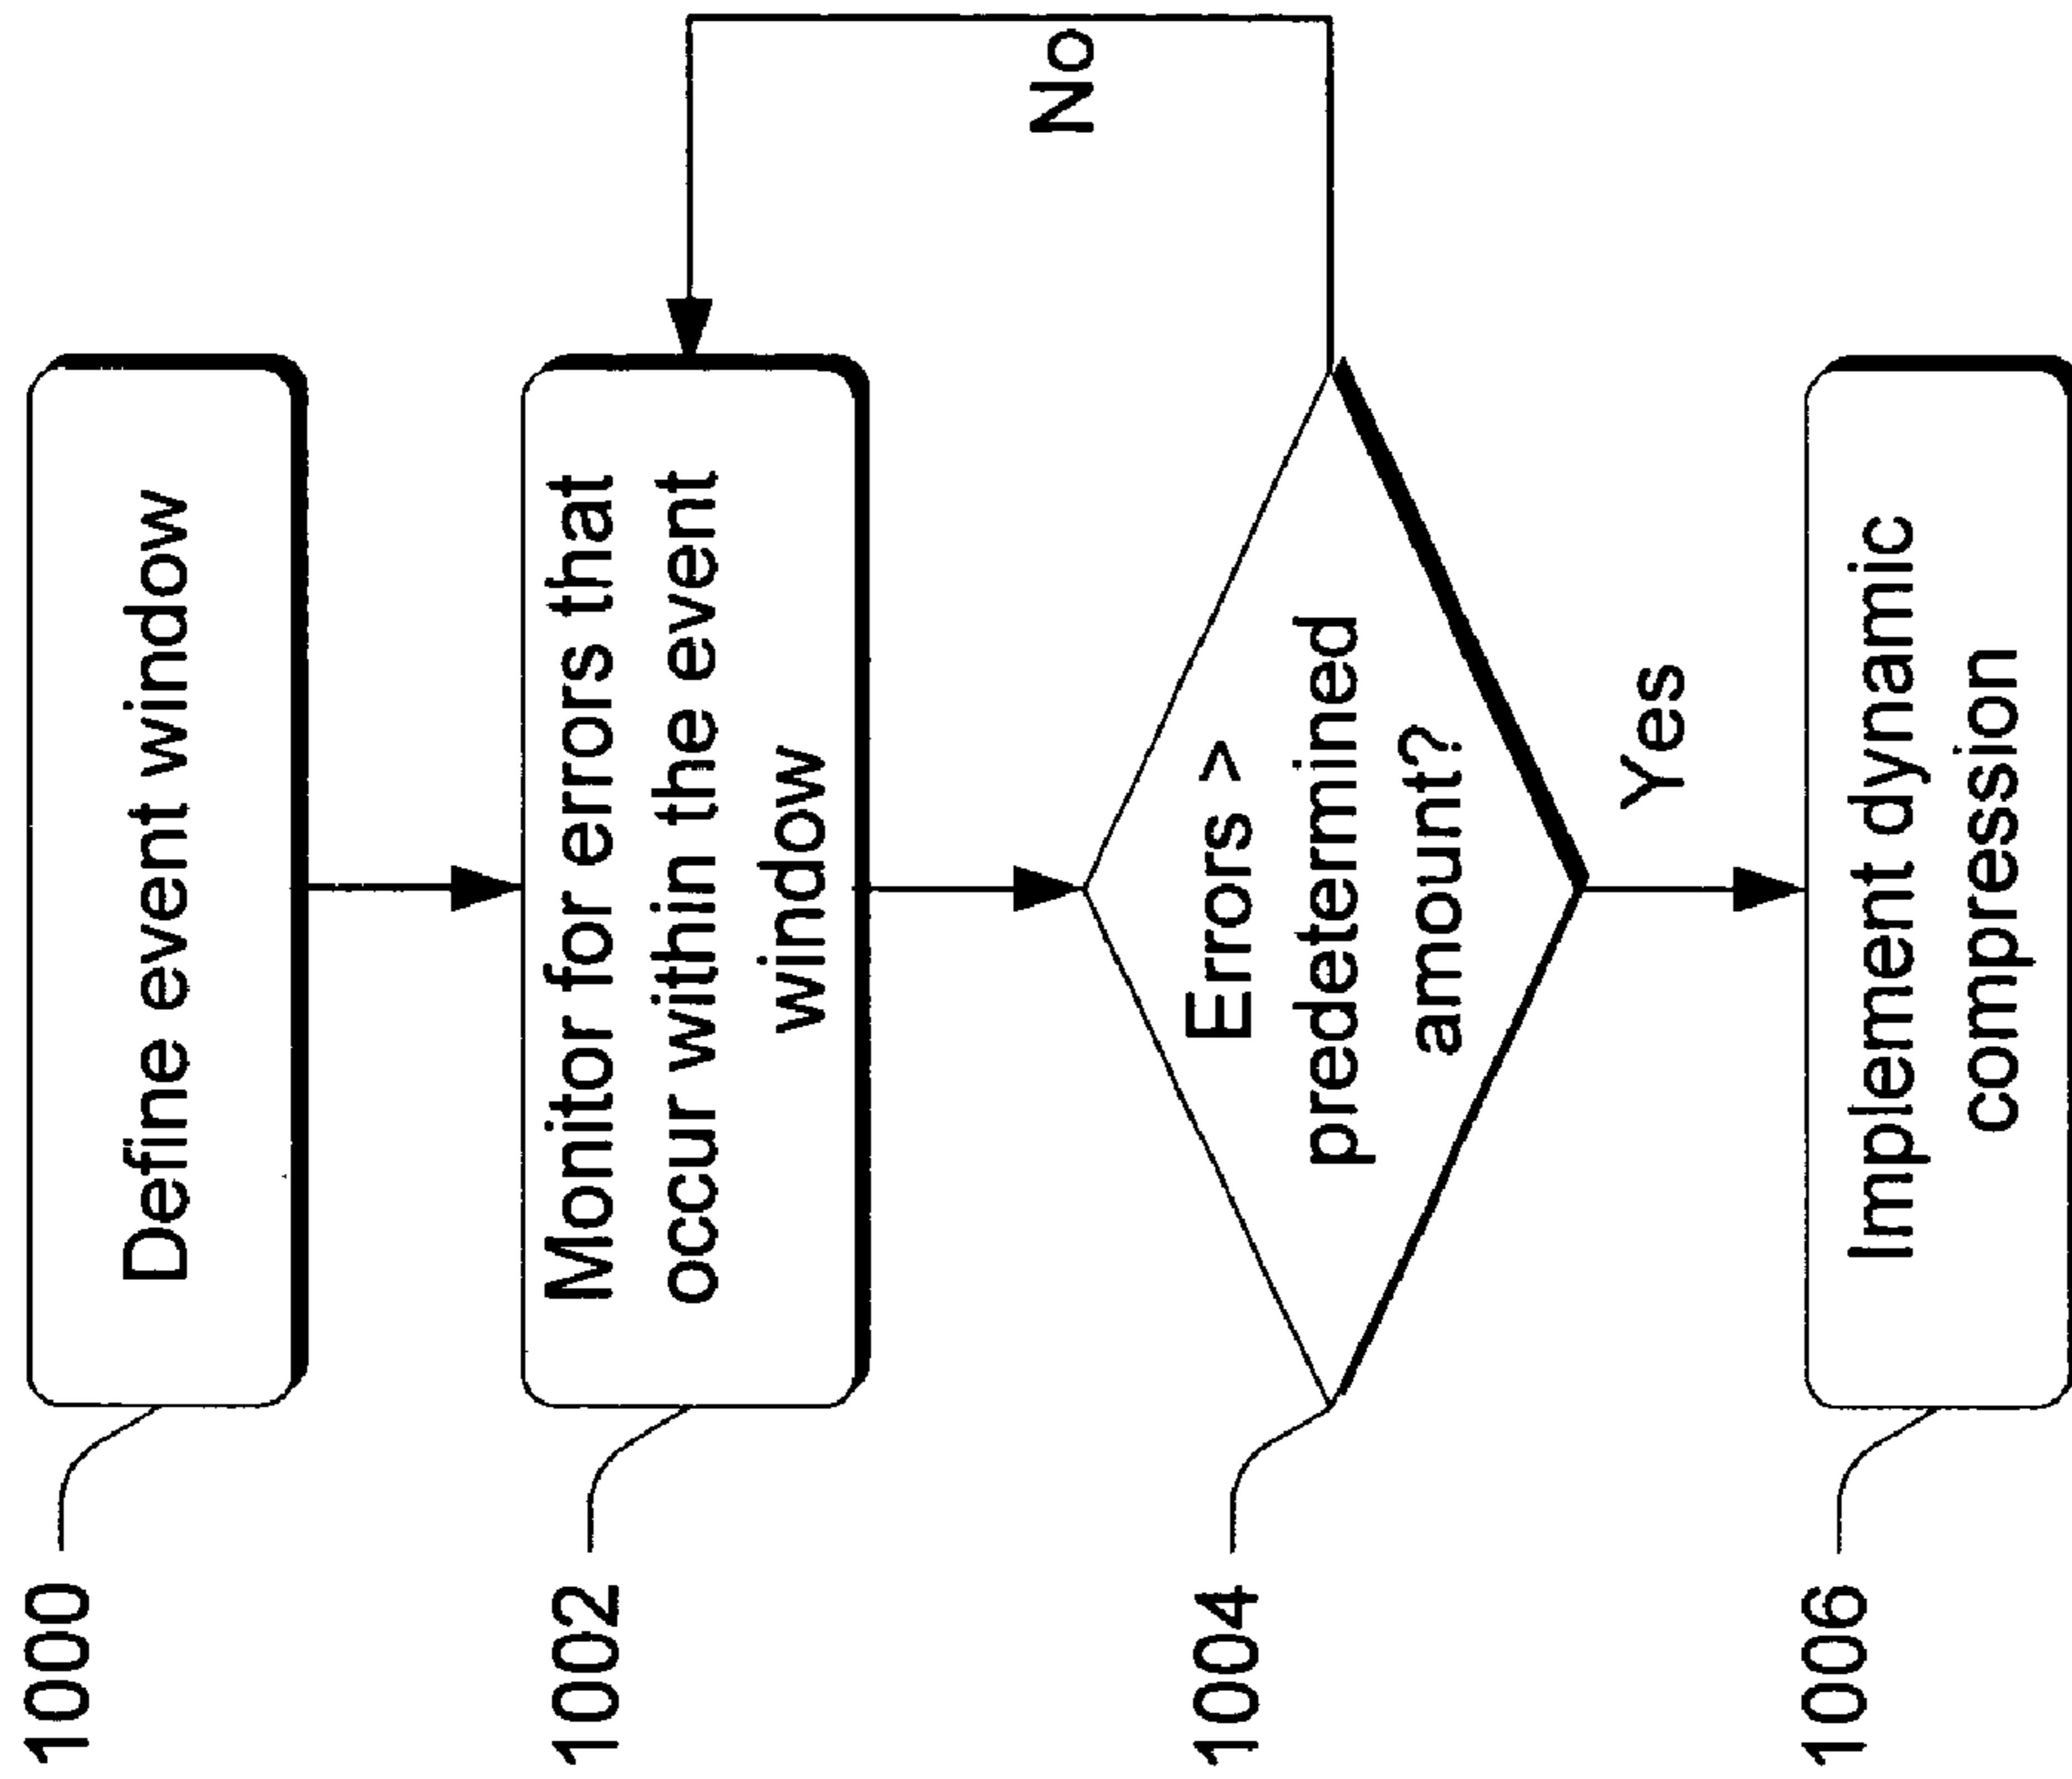 1000
Define event window
1002
Monitor for errors that
occur within the event
window
1004
Errors >
predetermined
amount?
No
Yes
1006
Implement dynamic
compression